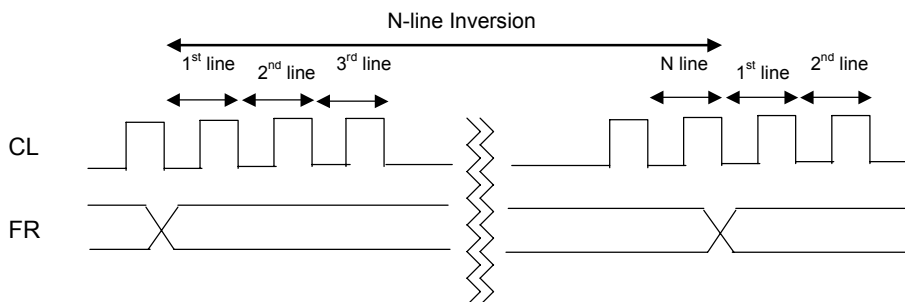 N-line Inversion
1st line 2nd line 3rd line N line 1st line 2nd line
CL
FR